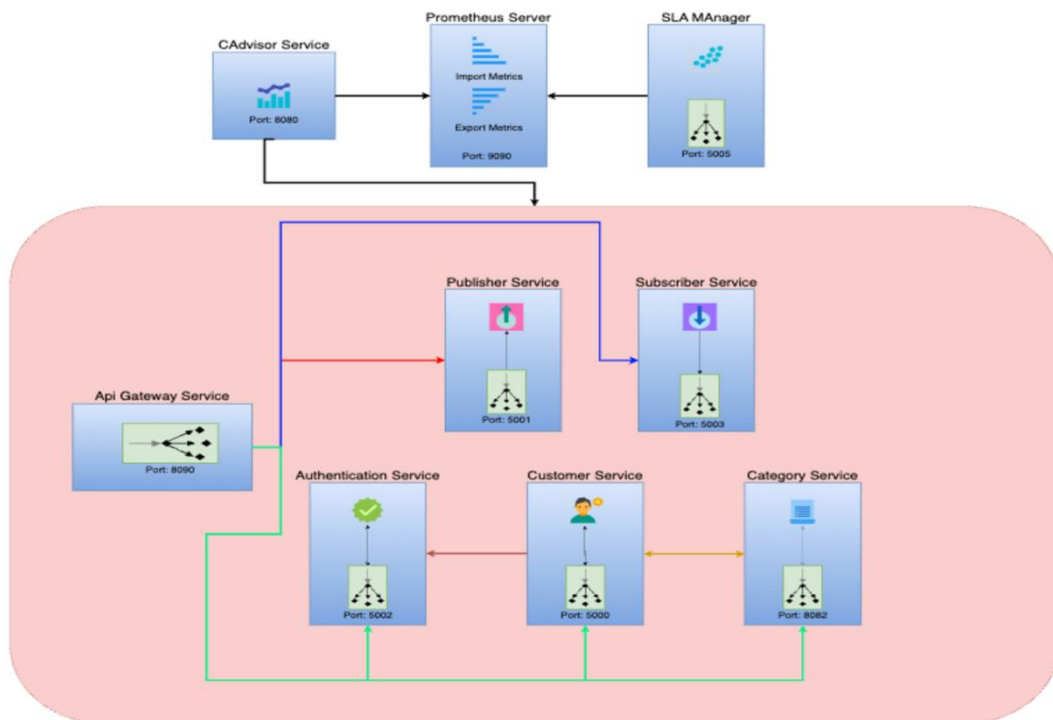 Prometheus Server
SLA MAnager
CAdvisor Service
Import Metrics
Port: 8080
Export Metrics
Port: 9090
Port: 5005
Publisher Service
Subscriber Service
Api Gateway Service
Port: 5001
Port: 5003
Port: 8090
Authentication Service
Customer Service
Category Service
Port: 5002
Port: 5000
Port: 8082